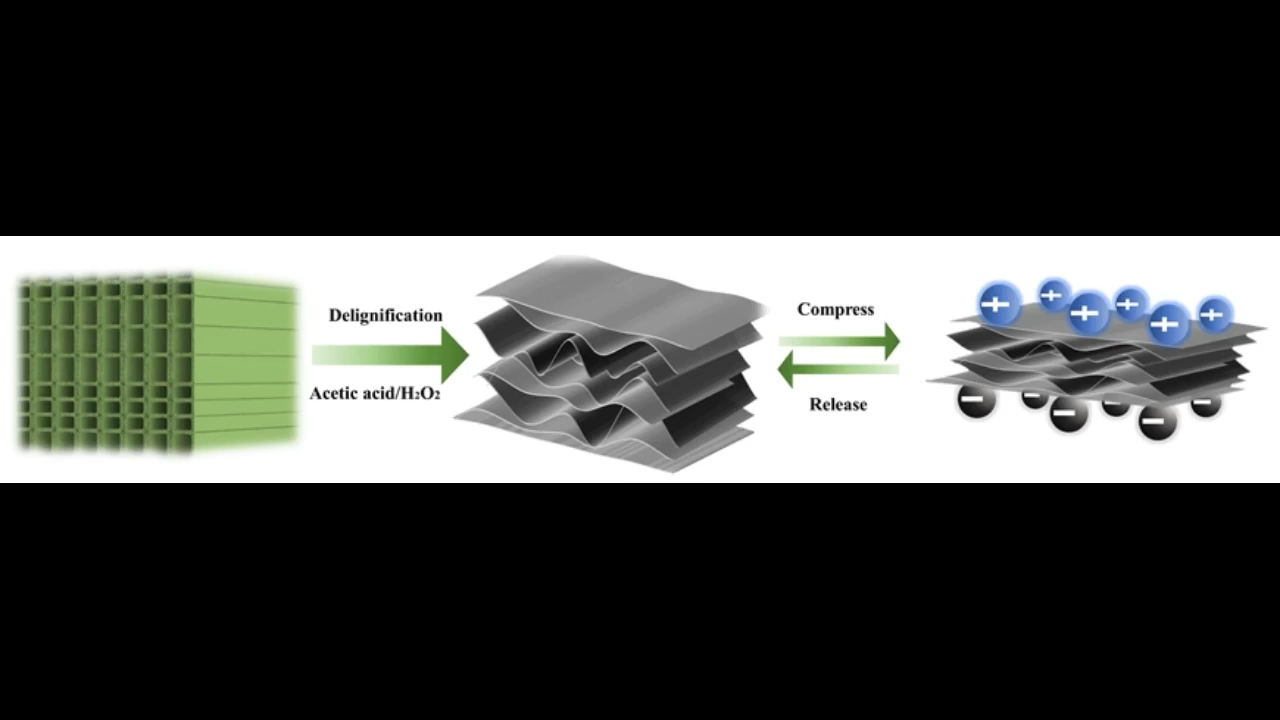 Delignification
Acetic acid/H₂O₂
Compress
Release